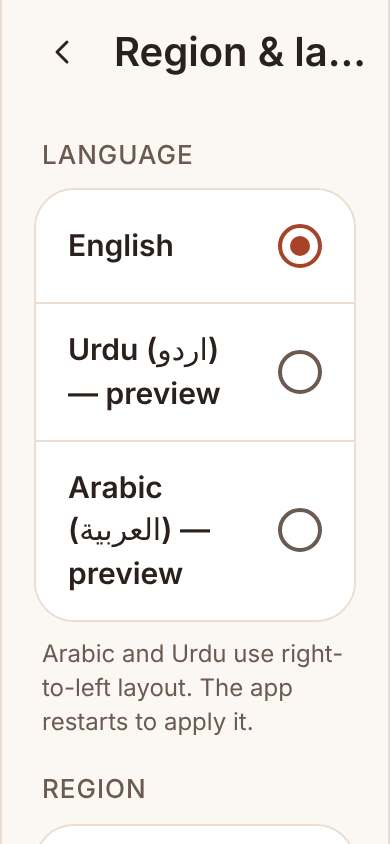 Region & la...
LANGUAGE
English
Urdu (اردو)
— preview
Arabic
(العربية) —
preview
Arabic and Urdu use right-
to-left layout. The app
restarts to apply it.
REGION